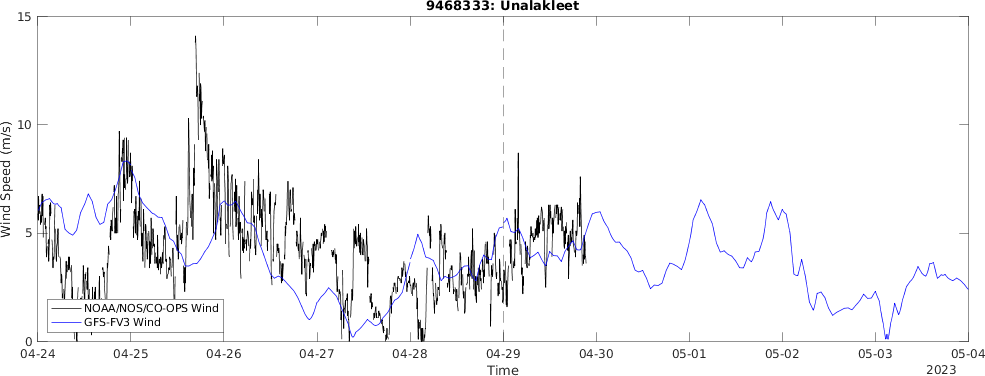 9468333: Unalakleet
Wind Speed (m/s)
15
10
5
0
NOAA/NOS/CO-OPS Wind
GFS-FV3 Wind
04-24 04-25 04-26 04-27 04-28 04-29 04-30 05-01 05-02 05-03 05-04
Time
2023